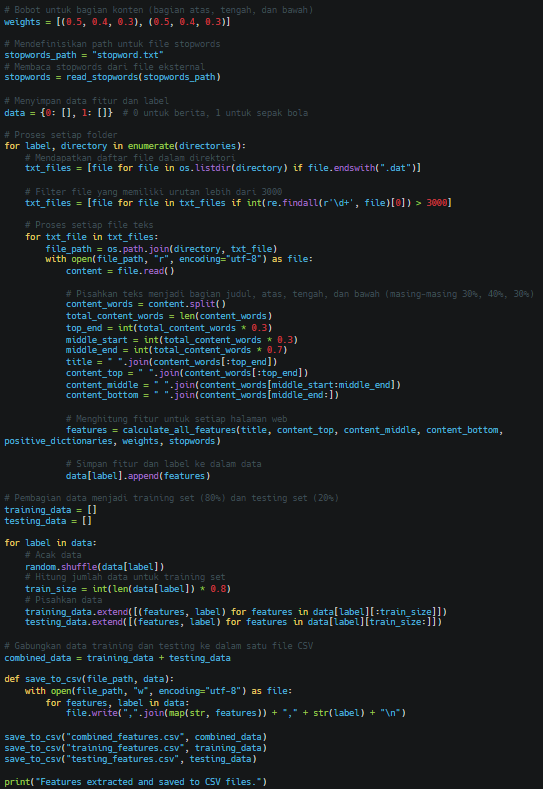 # Bobot untuk bagian konten (bagian atas, tengah, dan bawah)
weights = [(0.5, 0.4, 0.3), (0.5, 0.4, 0.3)]

# Mendefinisikan path untuk file stopwords
stopwords_path = "stopword.txt"
# Membaca stopwords dari file eksternal
stopwords = read_stopwords(stopwords_path)

# Menyimpan data fitur dan label
data = {0: [], 1: []}  # 0 untuk berita, 1 untuk sepak bola

# Proses setiap folder
for label, directory in enumerate(directories):
    # Mendapatkan daftar file dalam direktori
    txt_files = [file for file in os.listdir(directory) if file.endswith(".dat")]

    # Filter file yang memiliki urutan lebih dari 3000
    txt_files = [file for file in txt_files if int(re.findall(r'\d+', file)[0]) > 3000]

    # Proses setiap file teks
    for txt_file in txt_files:
        file_path = os.path.join(directory, txt_file)
        with open(file_path, "r", encoding="utf-8") as file:
            content = file.read()

            # Pisahkan teks menjadi bagian judul, atas, tengah, dan bawah (masing-masing 30%, 40%, 30%)
            content_words = content.split()
            total_content_words = len(content_words)
            top_end = int(total_content_words * 0.3)
            middle_start = int(total_content_words * 0.3)
            middle_end = int(total_content_words * 0.7)
            title = " ".join(content_words[:top_end])
            content_top = " ".join(content_words[:top_end])
            content_middle = " ".join(content_words[middle_start:middle_end])
            content_bottom = " ".join(content_words[middle_end:])

            # Menghitung fitur untuk setiap halaman web
            features = calculate_all_features(title, content_top, content_middle, content_bottom,
positive_dictionaries, weights, stopwords)

            # Simpan fitur dan label ke dalam data
            data[label].append(features)

# Pembagian data menjadi training set (80%) dan testing set (20%)
training_data = []
testing_data = []

for label in data:
    # Acak data
    random.shuffle(data[label])
    # Hitung jumlah data untuk training set
    train_size = int(len(data[label]) * 0.8)
    # Pisahkan data
    training_data.extend([(features, label) for features in data[label][:train_size]])
    testing_data.extend([(features, label) for features in data[label][train_size:]])

# Gabungkan data training dan testing ke dalam satu file CSV
combined_data = training_data + testing_data

def save_to_csv(file_path, data):
    with open(file_path, "w", encoding="utf-8") as file:
        for features, label in data:
            file.write(",".join(map(str, features)) + "," + str(label) + "\n")

save_to_csv("combined_features.csv", combined_data)
save_to_csv("training_features.csv", training_data)
save_to_csv("testing_features.csv", testing_data)

print("Features extracted and saved to CSV files.")